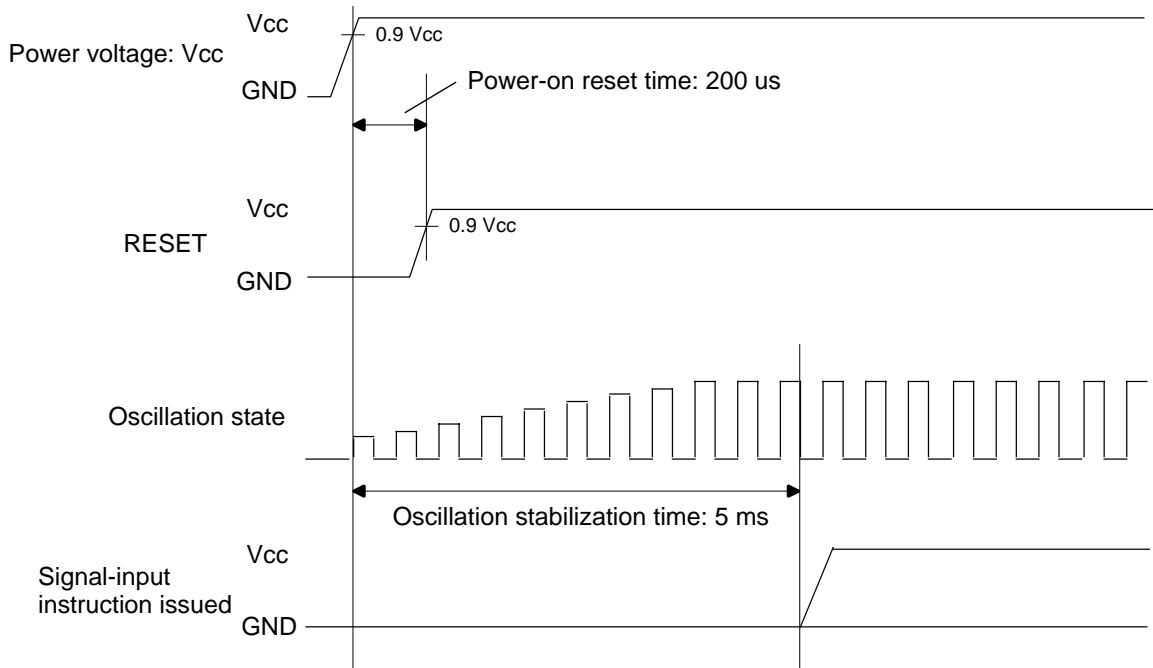 Vcc
0.9 Vcc
Power voltage: Vcc
GND
Power-on reset time: 200 us
Vcc
0.9 Vcc
RESET
GND
Oscillation state
Oscillation stabilization time: 5 ms
Vcc
Signal-input
instruction issued
GND